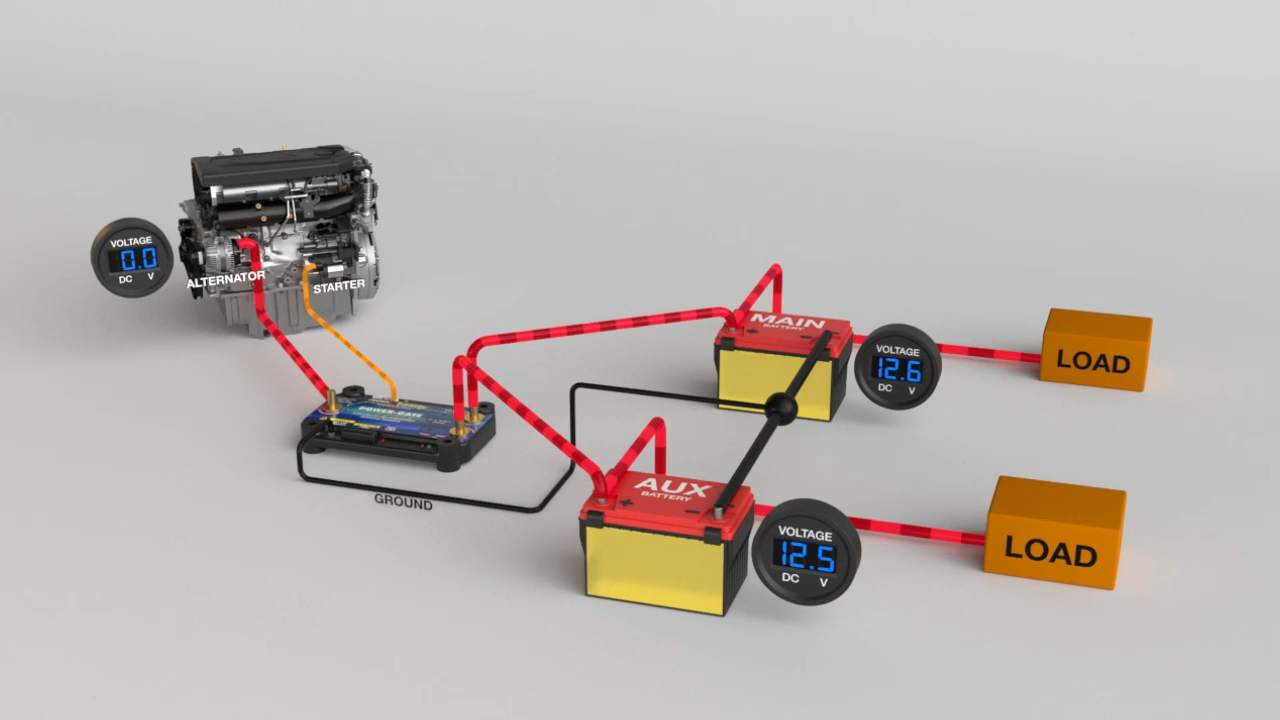 VOLTAGE
0.0
DC V
ALTERNATOR
STARTER
POWER-GATE
GROUND
MAIN
BATTERY
+ -
VOLTAGE
12.6
DC V
LOAD
AUX
BATTERY
+ -
VOLTAGE
12.5
DC V
LOAD